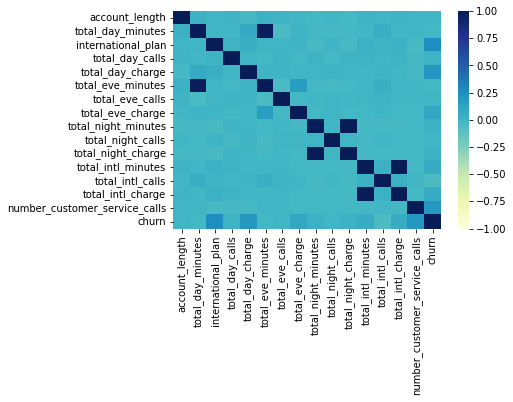 account_length
total_day_minutes
international_plan
total_day_calls
total_day_charge
total_eve_minutes
total_eve_calls
total_eve_charge
total_night_minutes
total_night_calls
total_night_charge
total_intl_minutes
total_intl_calls
total_intl_charge
number_customer_service_calls
churn
account_length
total_day_minutes
international_plan
total_day_calls
total_day_charge
total_eve_minutes
total_eve_calls
total_eve_charge
total_night_minutes
total_night_calls
total_night_charge
total_intl_minutes
total_intl_calls
total_intl_charge
number_customer_service_calls
churn
1.00
0.75
0.50
0.25
0.00
−0.25
−0.50
−0.75
−1.00